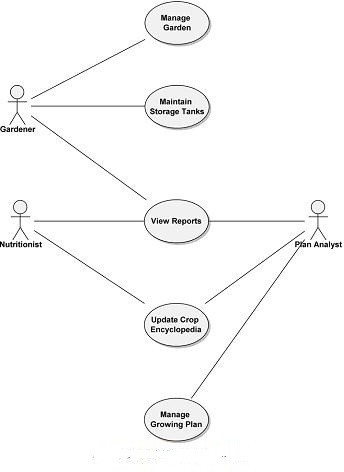 Manage
Garden
Gardener
Maintain
Storage Tanks
Nutritionist
View Reports
Plan Analyst
Update Crop
Encyclopedia
Manage
Growing Plan